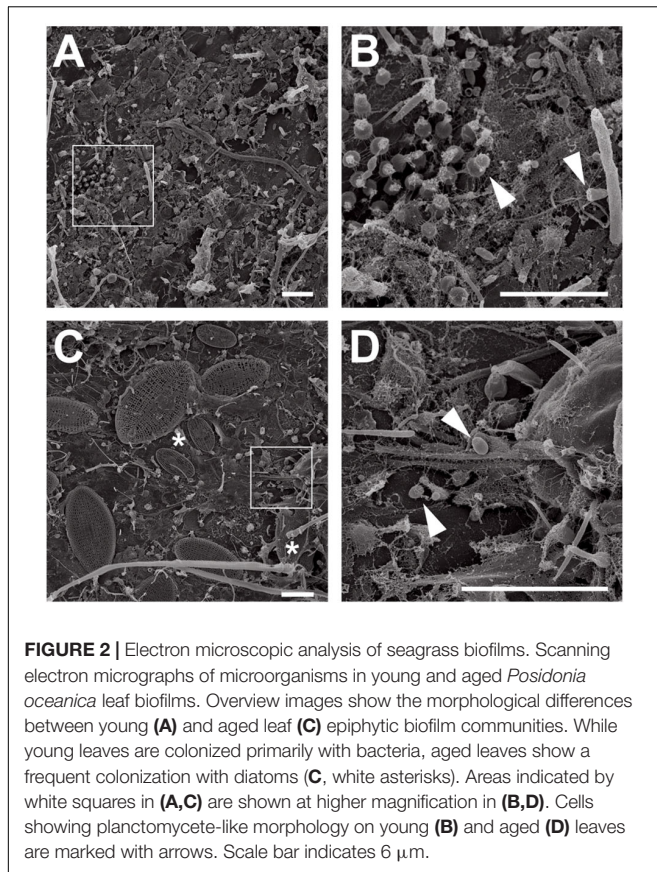 A
B
C
D
FIGURE 2 | Electron microscopic analysis of seagrass biofilms. Scanning
electron micrographs of microorganisms in young and aged Posidonia
oceanica leaf biofilms. Overview images show the morphological differences
between young (A) and aged leaf (C) epiphytic biofilm communities. While
young leaves are colonized primarily with bacteria, aged leaves show a
frequent colonization with diatoms (C, white asterisks). Areas indicated by
white squares in (A,C) are shown at higher magnification in (B,D). Cells
showing planctomycete-like morphology on young (B) and aged (D) leaves
are marked with arrows. Scale bar indicates 6 μm.